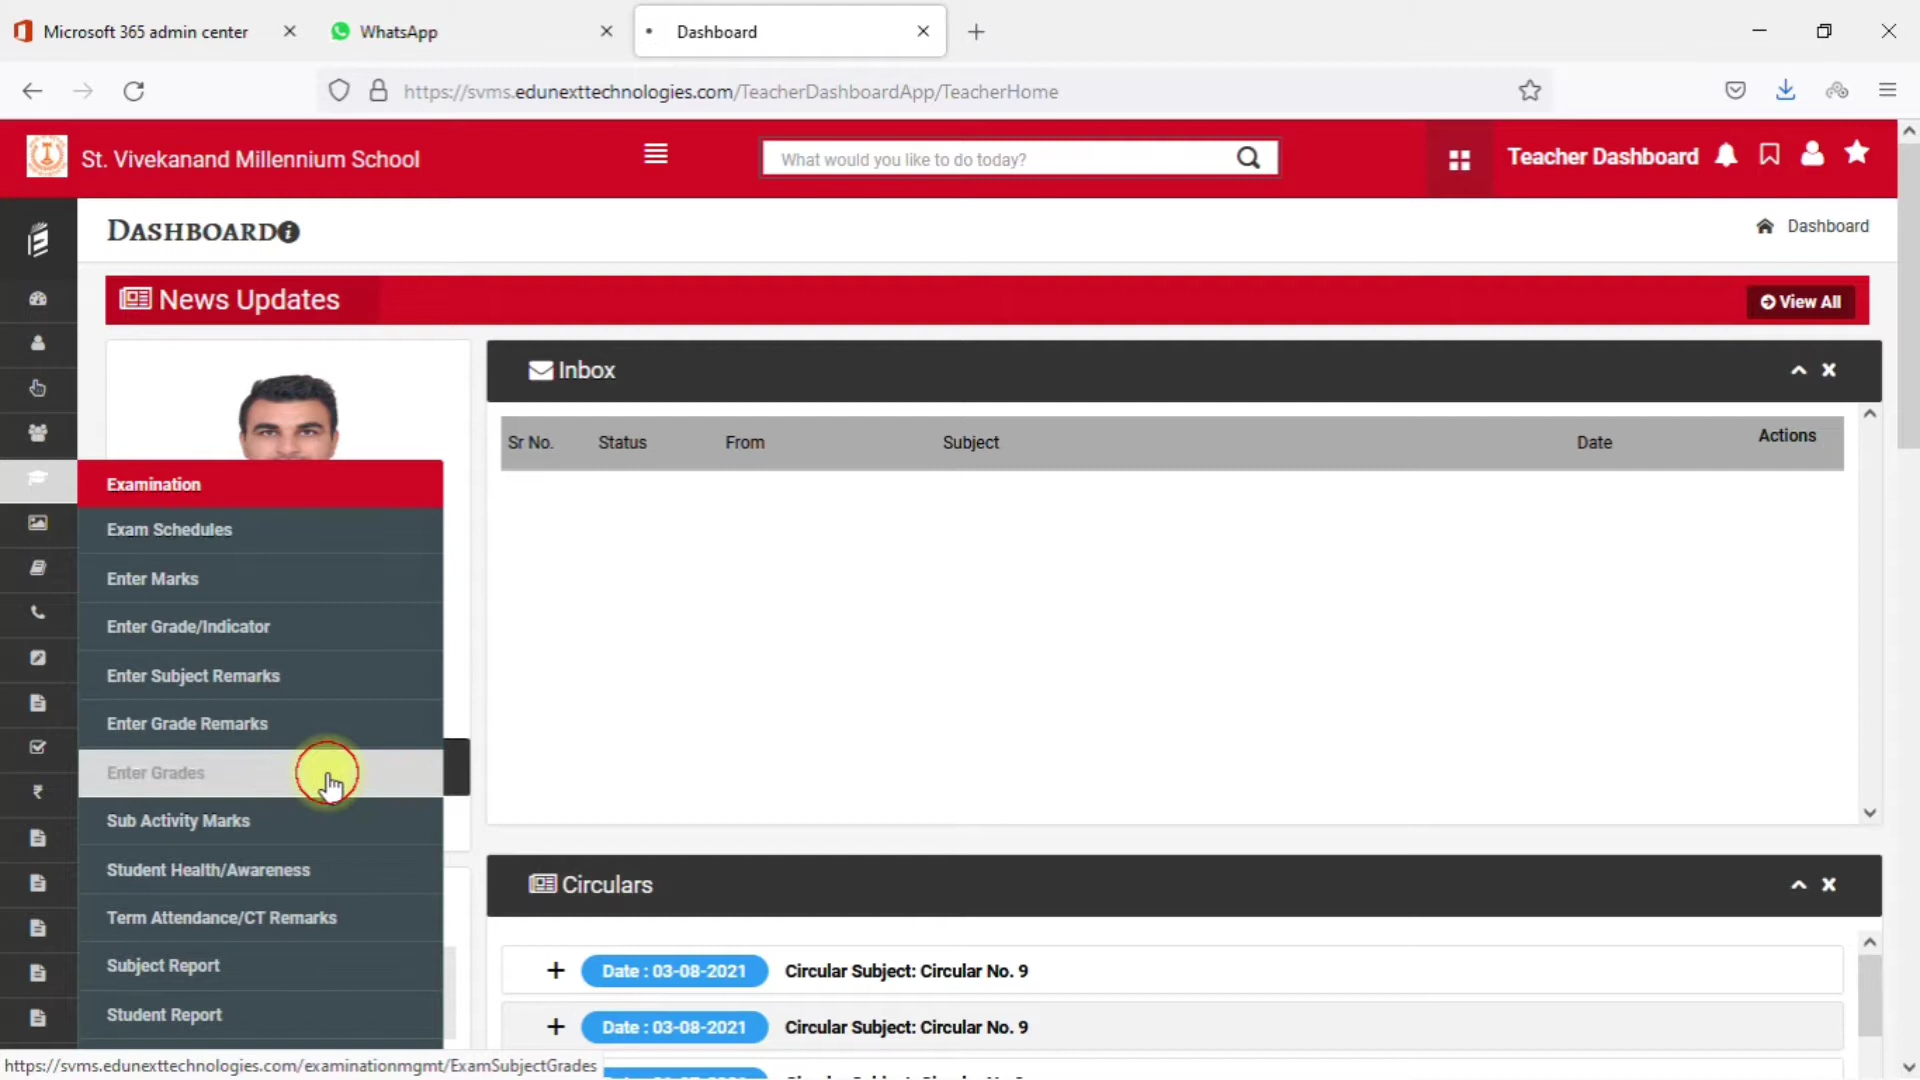 Microsoft 365 admin center
WhatsApp
Dashboard
https://svms.edunexttechnologies.com/TeacherDashboardApp/TeacherHome
St. Vivekanand Millennium School
What would you like to do today?
Teacher Dashboard
DASHBOARD
Dashboard
News Updates
View All
Inbox
Sr No. Status From Subject Date Actions
Examination
Exam Schedules
Enter Marks
Enter Grade/Indicator
Enter Subject Remarks
Enter Grade Remarks
Enter Grades
Sub Activity Marks
Student Health/Awareness
Term Attendance/CT Remarks
Subject Report
Student Report
Circulars
Date : 03-08-2021 Circular Subject: Circular No. 9
Date : 03-08-2021 Circular Subject: Circular No. 9
https://svms.edunexttechnologies.com/examinationmgmt/ExamSubjectGrades